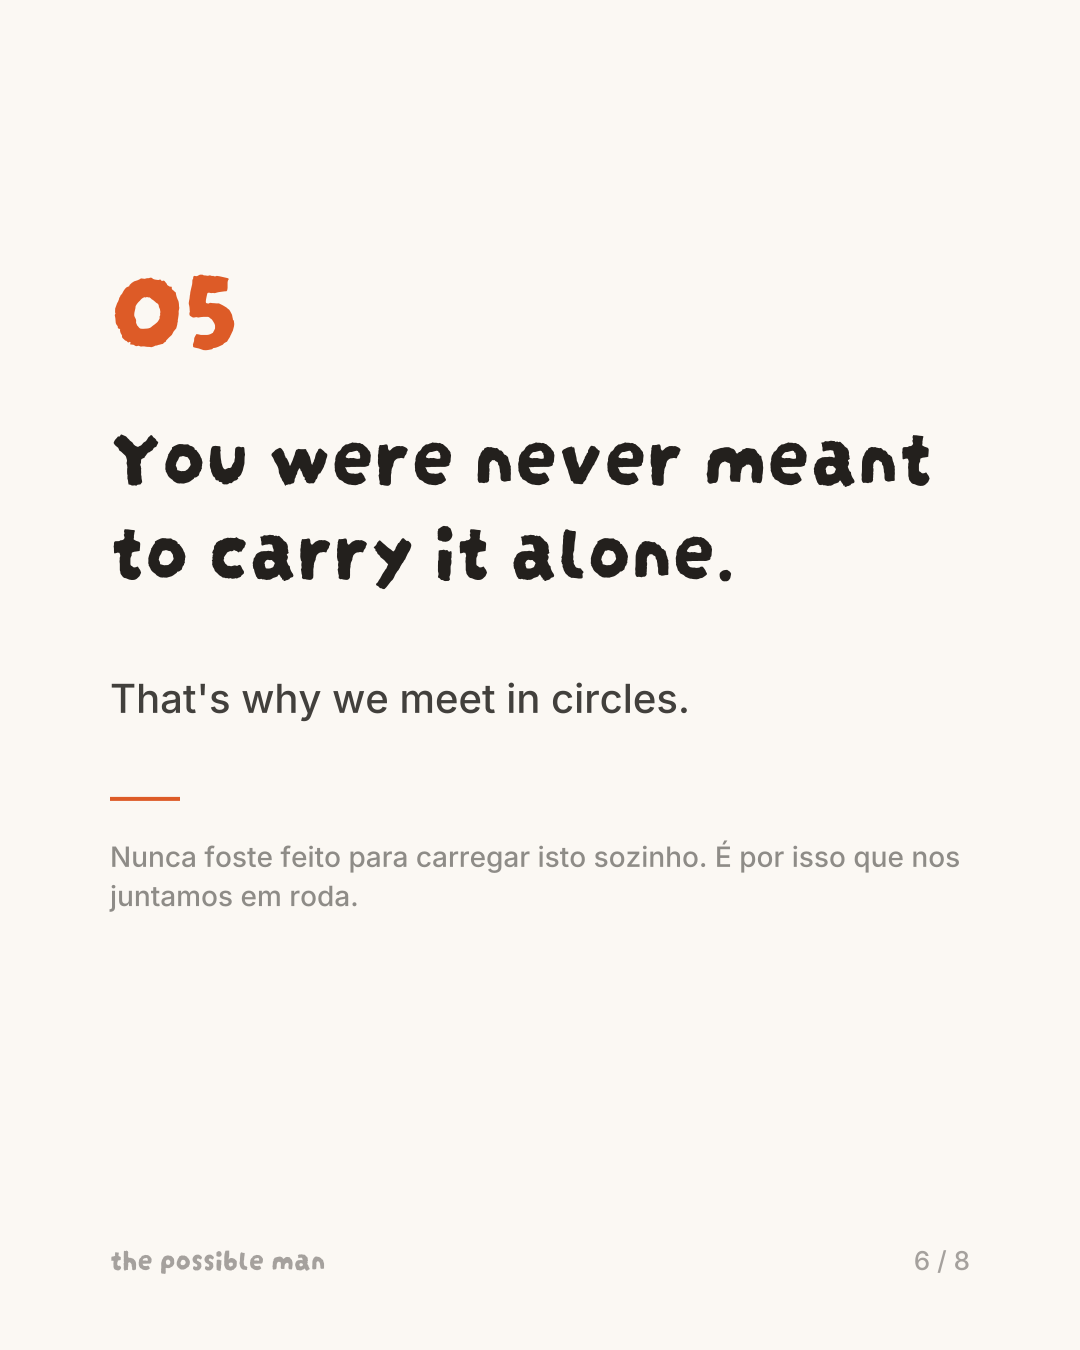 05
You were never meant
to carry it alone.
That's why we meet in circles.
Nunca foste feito para carregar isto sozinho. É por isso que nos
juntamos em roda.
the possible man
6 / 8